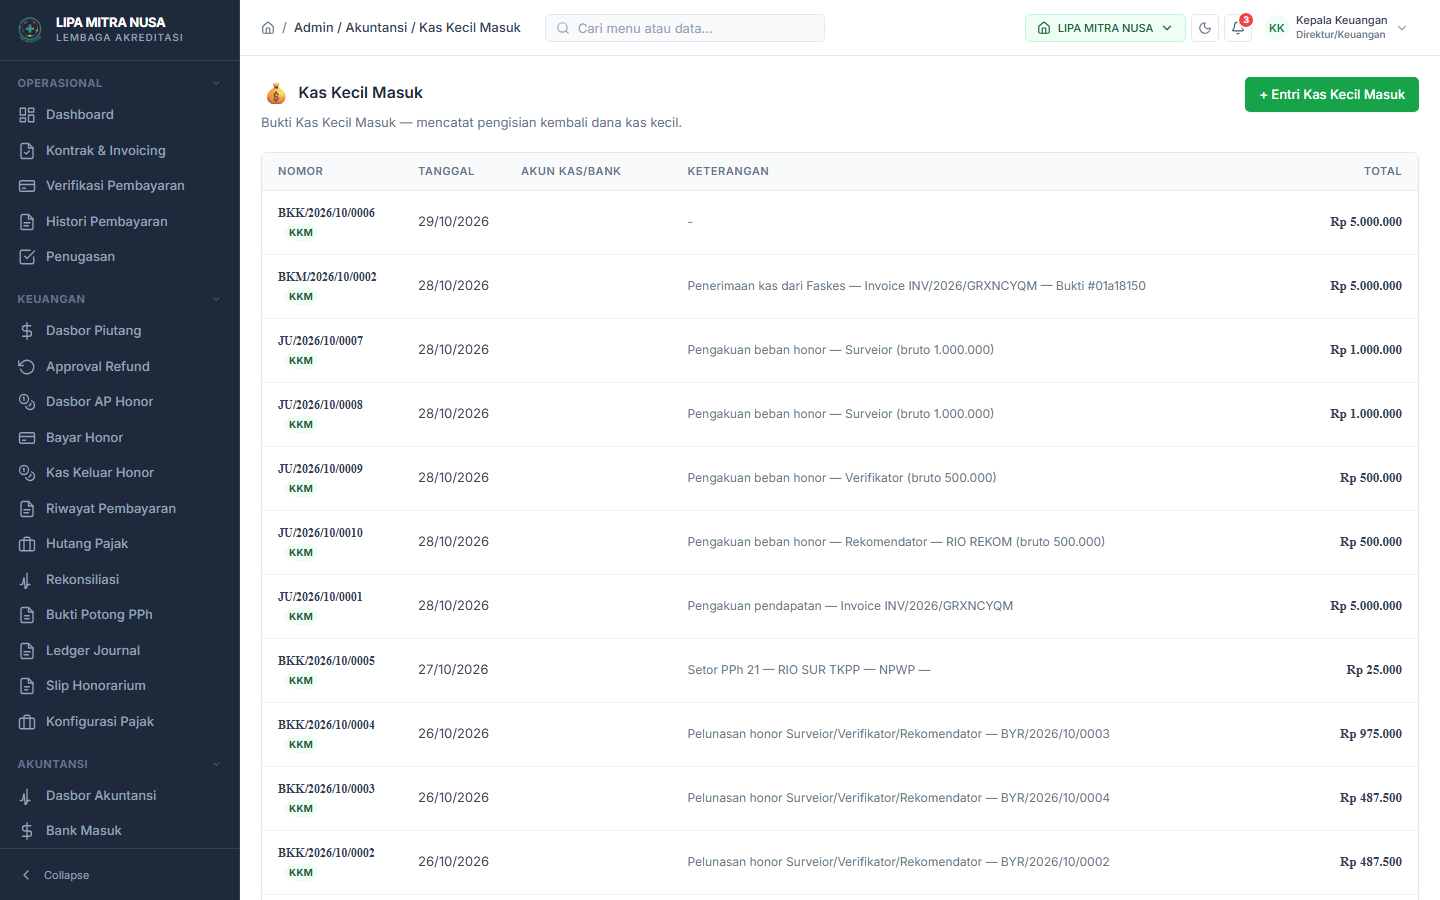 LIPA MITRA NUSA
LEMBAGA AKREDITASI
OPERASIONAL
Dashboard
Kontrak & Invoicing
Verifikasi Pembayaran
Histori Pembayaran
Penugasan
KEUANGAN
Dasbor Piutang
Approval Refund
Dasbor AP Honor
Bayar Honor
Kas Keluar Honor
Riwayat Pembayaran
Hutang Pajak
Rekonsiliasi
Bukti Potong PPh
Ledger Journal
Slip Honorarium
Konfigurasi Pajak
AKUNTANSI
Dasbor Akuntansi
Bank Masuk
Collapse
/ Admin / Akuntansi / Kas Kecil Masuk
Cari menu atau data...
LIPA MITRA NUSA
3
KK
Kepala Keuangan
Direktur/Keuangan
Kas Kecil Masuk
Bukti Kas Kecil Masuk — mencatat pengisian kembali dana kas kecil.
+ Entri Kas Kecil Masuk
NOMOR TANGGAL AKUN KAS/BANK KETERANGAN TOTAL
BKK/2026/10/0006 29/10/2026 - Rp 5.000.000
KKM
BKM/2026/10/0002 28/10/2026 Penerimaan kas dari Faskes — Invoice INV/2026/GRXNCYQM — Bukti #01a18150 Rp 5.000.000
KKM
JU/2026/10/0007 28/10/2026 Pengakuan beban honor — Surveior (bruto 1.000.000) Rp 1.000.000
KKM
JU/2026/10/0008 28/10/2026 Pengakuan beban honor — Surveior (bruto 1.000.000) Rp 1.000.000
KKM
JU/2026/10/0009 28/10/2026 Pengakuan beban honor — Verifikator (bruto 500.000) Rp 500.000
KKM
JU/2026/10/0010 28/10/2026 Pengakuan beban honor — Rekomendator — RIO REKOM (bruto 500.000) Rp 500.000
KKM
JU/2026/10/0001 28/10/2026 Pengakuan pendapatan — Invoice INV/2026/GRXNCYQM Rp 5.000.000
KKM
BKK/2026/10/0005 27/10/2026 Setor PPh 21 — RIO SUR TKPP — NPWP — Rp 25.000
KKM
BKK/2026/10/0004 26/10/2026 Pelunasan honor Surveior/Verifikator/Rekomendator — BYR/2026/10/0003 Rp 975.000
KKM
BKK/2026/10/0003 26/10/2026 Pelunasan honor Surveior/Verifikator/Rekomendator — BYR/2026/10/0004 Rp 487.500
KKM
BKK/2026/10/0002 26/10/2026 Pelunasan honor Surveior/Verifikator/Rekomendator — BYR/2026/10/0002 Rp 487.500
KKM